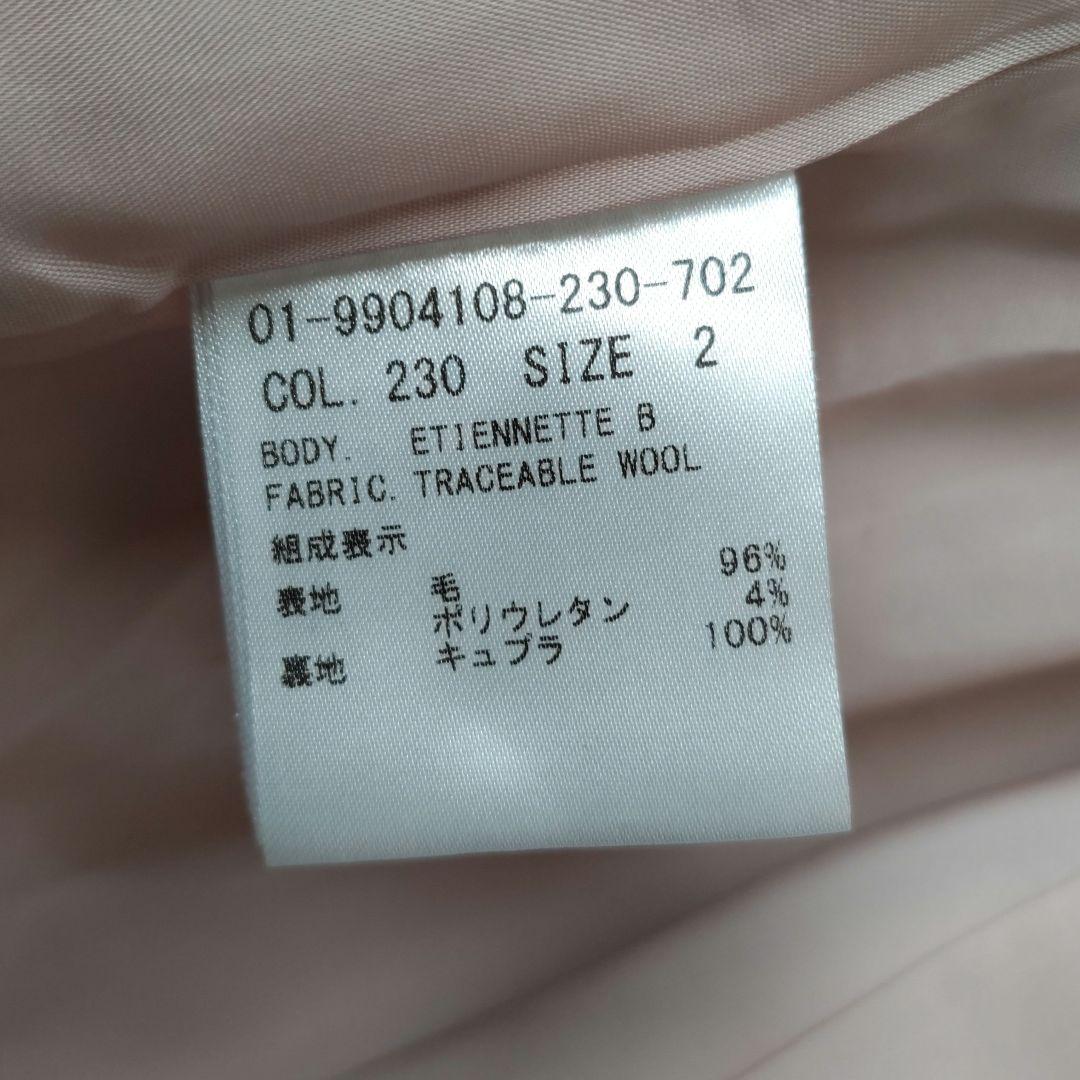 01-9904108-230-702
COL. 230 SIZE 2
BODY. ETIENNETTE B
FABRIC. TRACEABLE WOOL
組成表示
表地 毛 96%
ポリウレタン 4%
裏地 キュプラ 100%